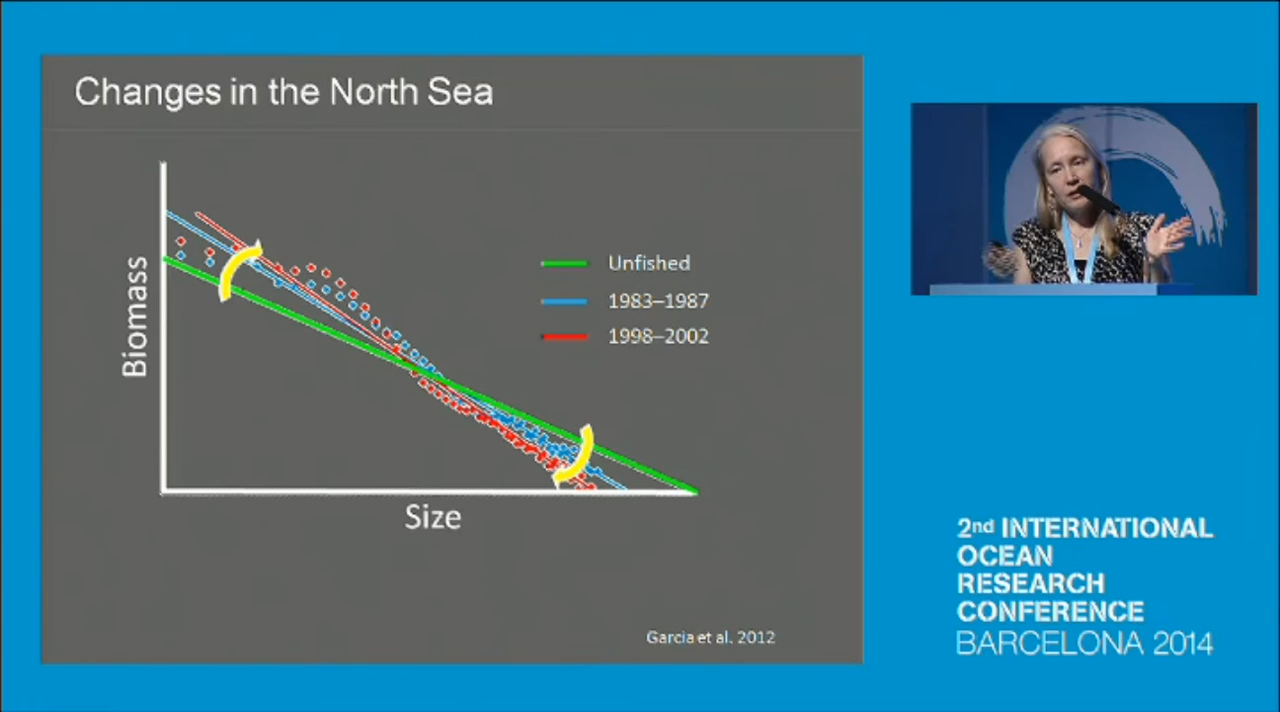 Changes in the North Sea
Biomass
Unfished
1983–1987
1998–2002
Size
Garcia et al. 2012
2nd INTERNATIONAL
OCEAN
RESEARCH
CONFERENCE
BARCELONA 2014